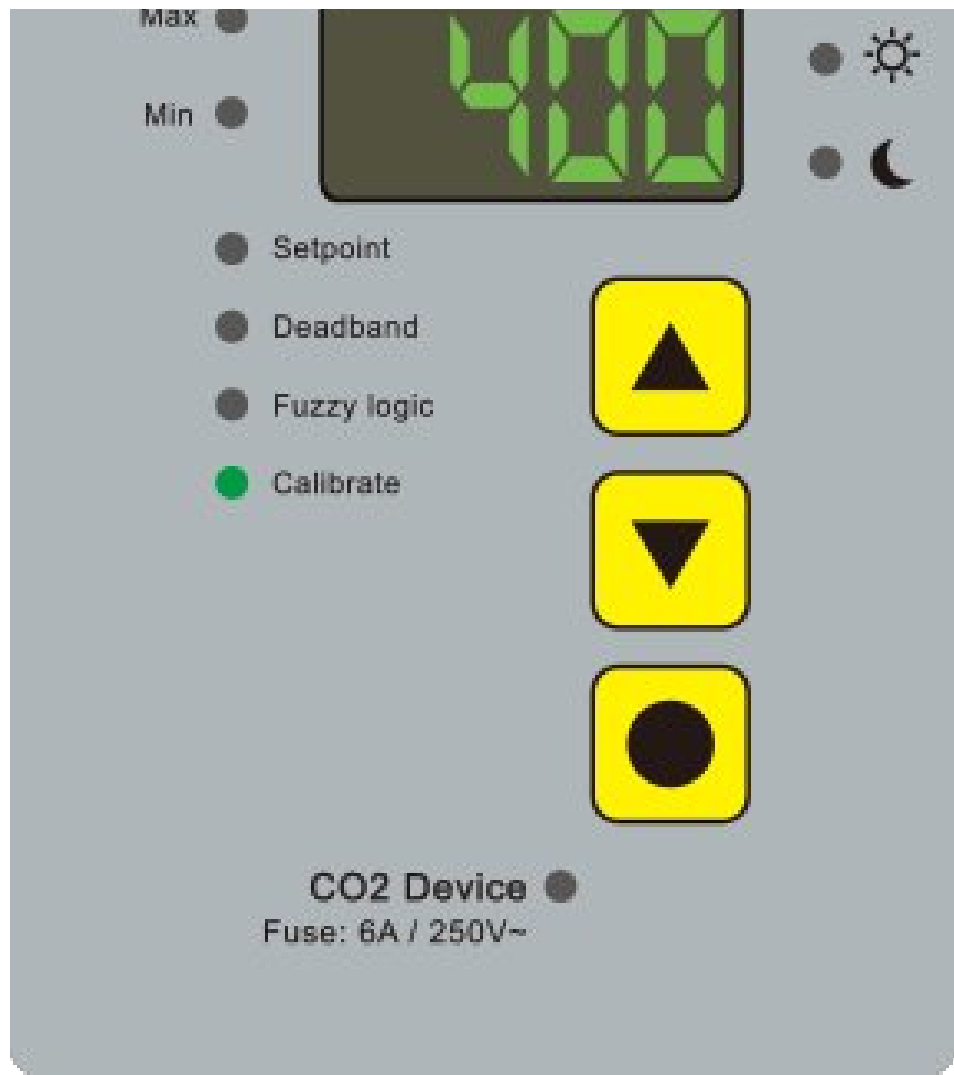 Max
400
Min
Setpoint
Deadband
Fuzzy logic
Calibrate
CO2 Device
Fuse: 6A / 250V~